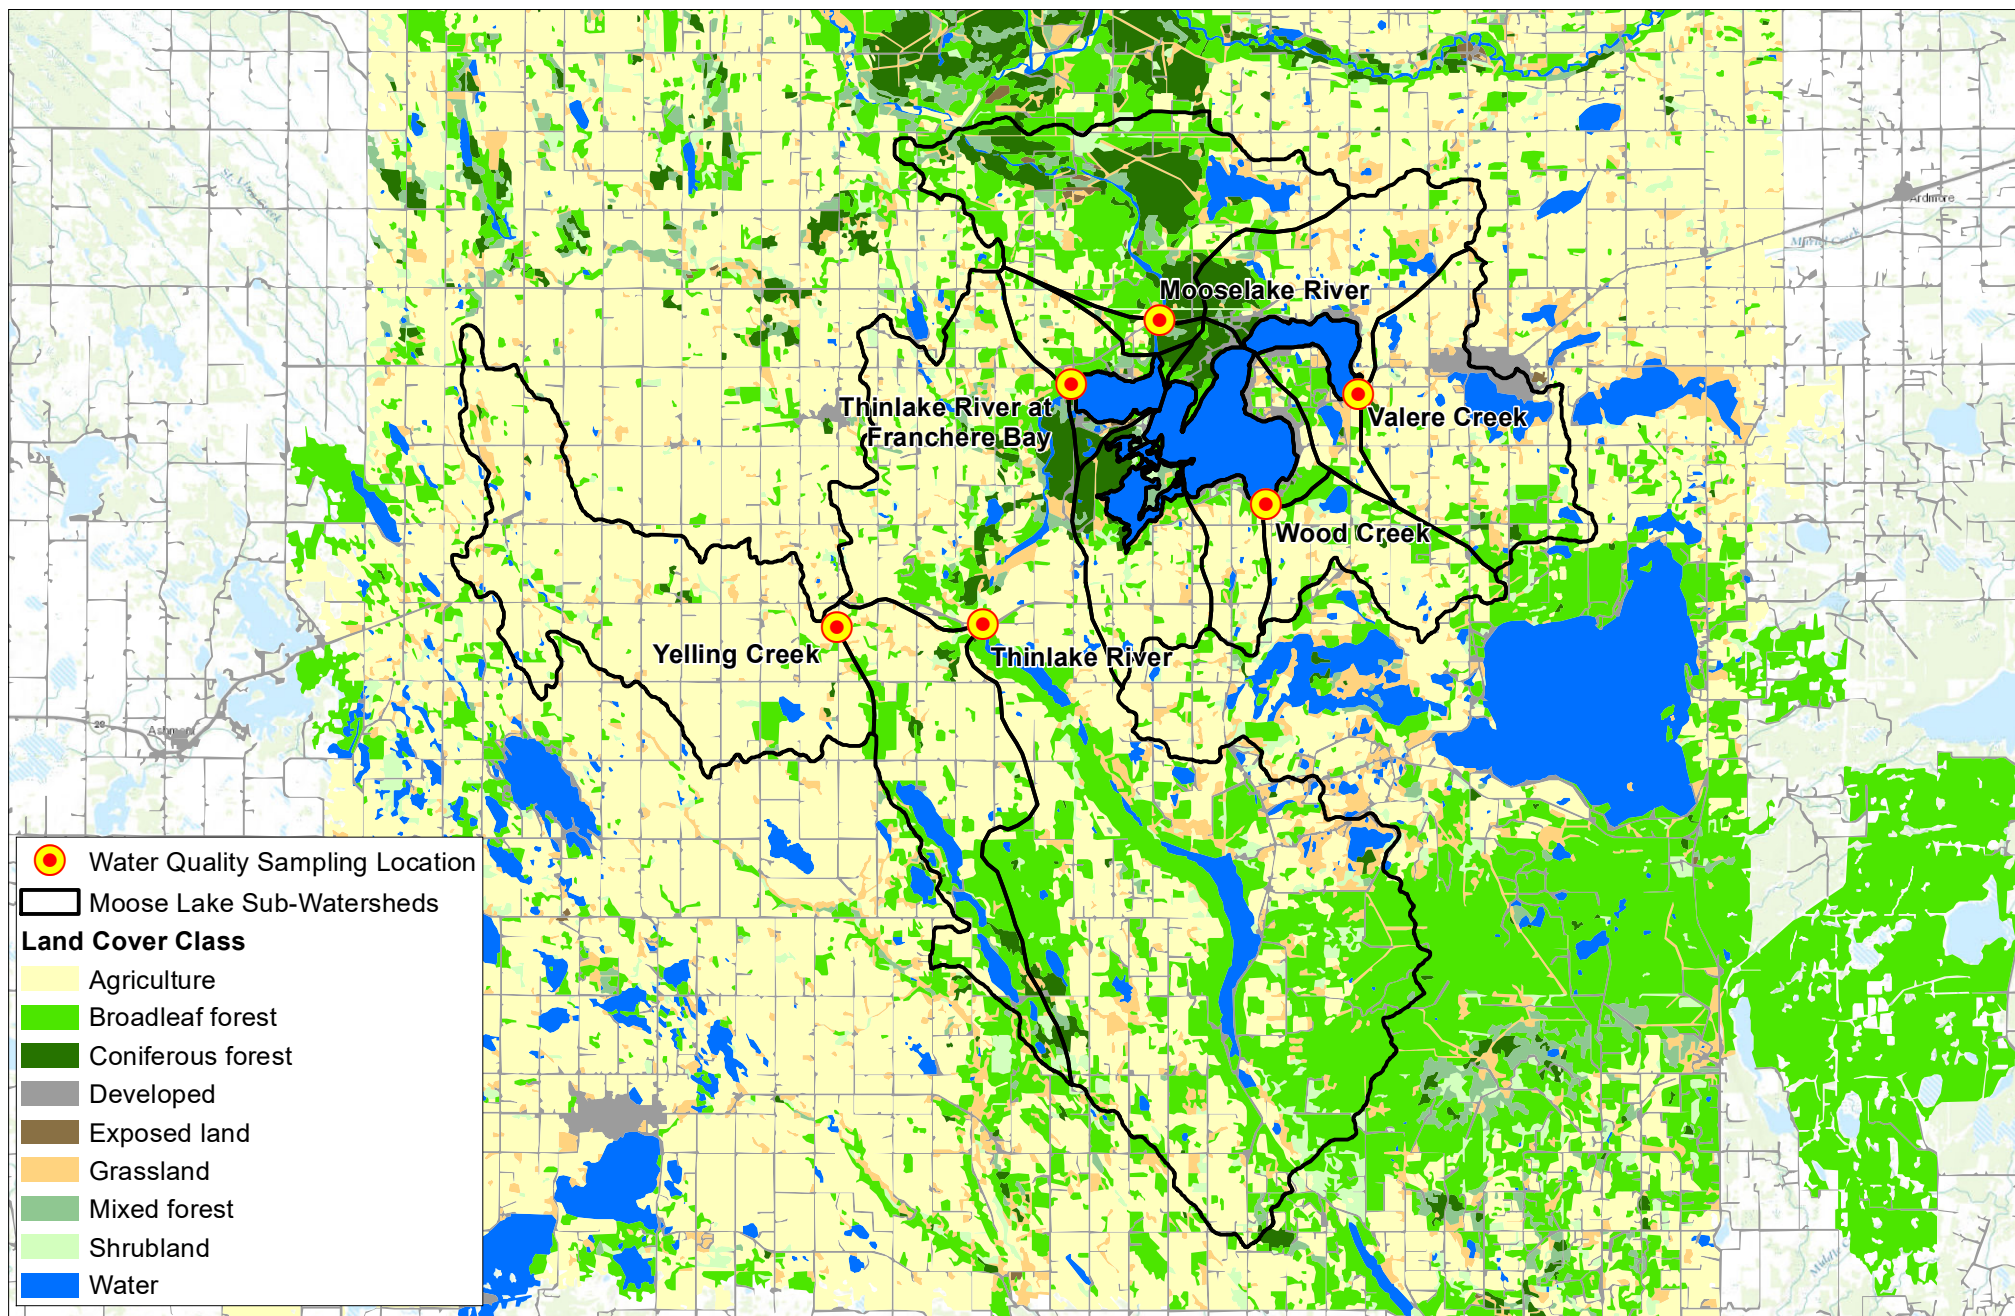 Ardmore
Mooselake River
Thinlake River at
Franchere Bay
Valere Creek
Wood Creek
Yelling Creek
Thinlake River
28
Water Quality Sampling Location
Moose Lake Sub-Watersheds
Land Cover Class
Agriculture
Broadleaf forest
Coniferous forest
Developed
Exposed land
Grassland
Mixed forest
Shrubland
Water